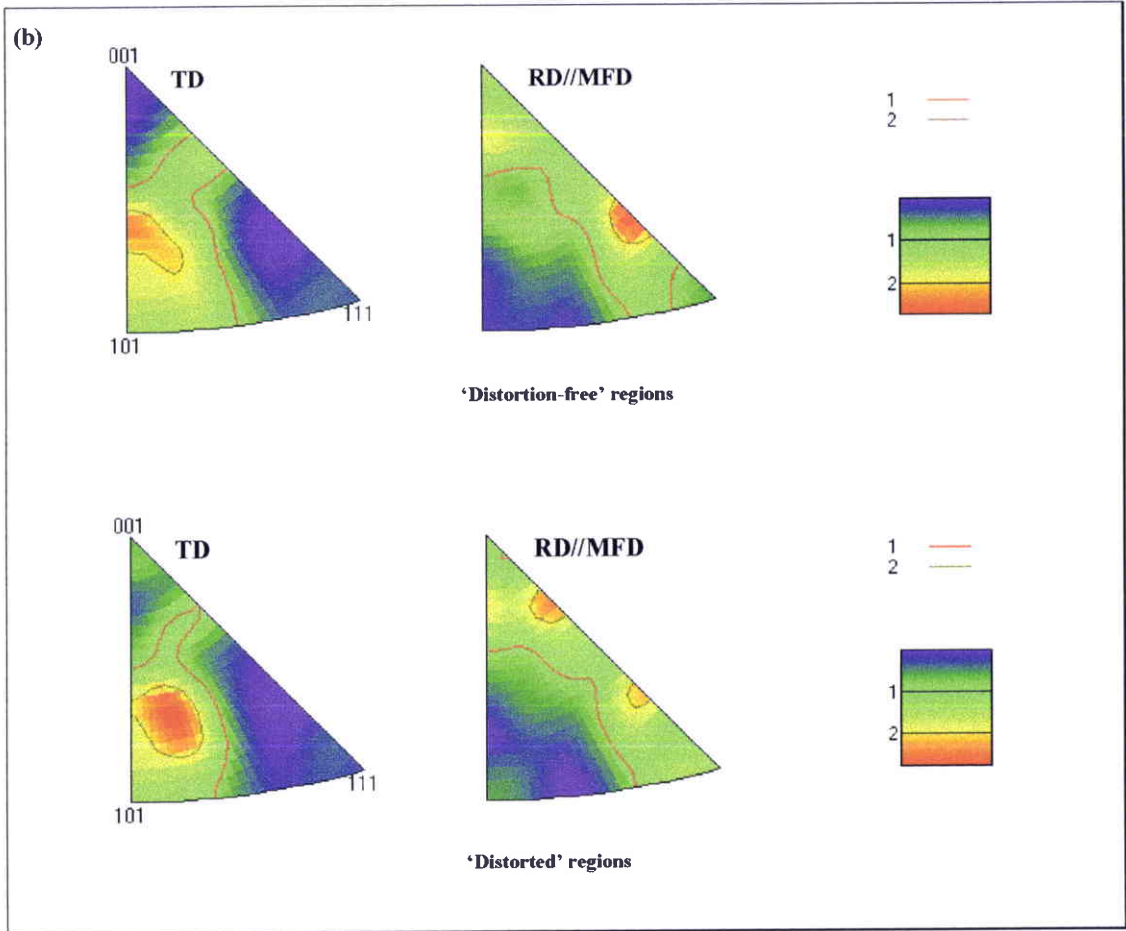 (b)
001
TD
RD//MFD
1
2
1
2
111
101
‘Distortion-free’ regions
001
TD
RD//MFD
1
2
1
2
111
101
‘Distorted’ regions